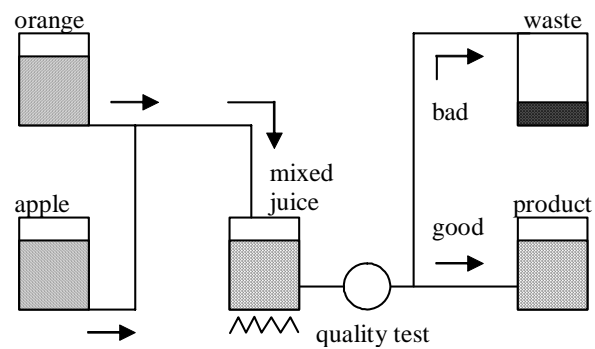 orange
waste
bad
mixed
juice
apple
product
good
quality test